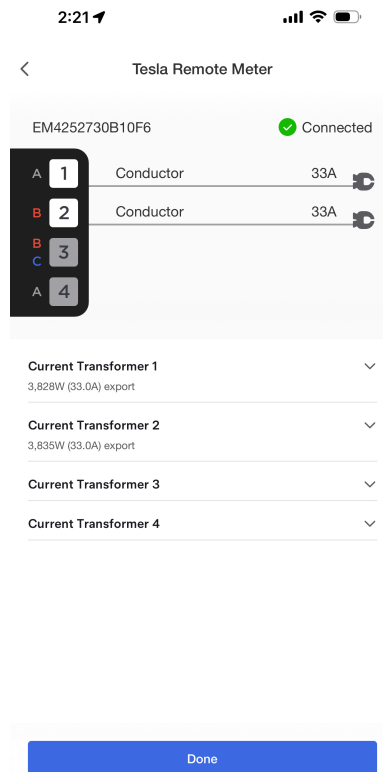 2:21
Tesla Remote Meter
EM4252730B10F6
Connected
A 1 Conductor 33A
B 2 Conductor 33A
B
C 3
A 4
Current Transformer 1
3,828W (33.0A) export
Current Transformer 2
3,835W (33.0A) export
Current Transformer 3
Current Transformer 4
Done